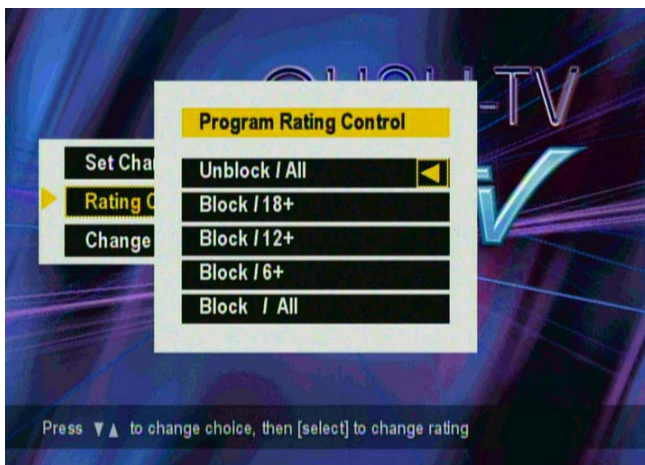 -TV
Program Rating Control
Set Cha
Unblock / All
Rating C
Block / 18+
Change
Block / 12+
Block / 6+
Block / All
Press ▼▲ to change choice, then [select] to change rating